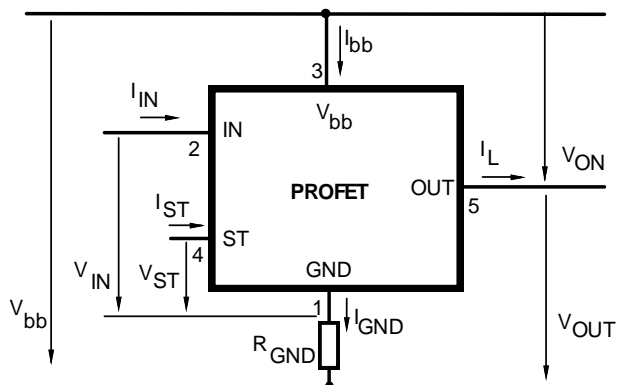 I bb
3
I IN
V bb
IN
2
I L
V ON
PROFET
OUT
I ST
5
ST
4
V IN
V ST
GND
V bb
1
I GND
V OUT
R GND